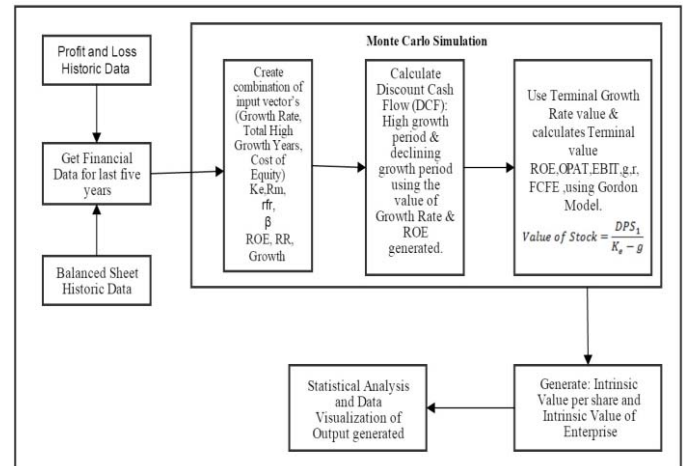 Monte Carlo Simulation
Profit and Loss
Historic Data
Get Financial
Data for last five
years
Balanced Sheet
Historic Data
Create
combination of
input vector's
(Growth Rate,
Total High
Growth Years,
Cost of
Equity)
Ke,Rm,
rfr,
β
ROE, RR,
Growth
Calculate
Discount Cash
Flow (DCF):
High growth
period &
declining
growth period
using the
value of
Growth Rate &
ROE
generated.
Use Terminal Growth
Rate value &
calculates Terminal
value
ROE,OPAT,EBIT,g,r,
FCFE ,using Gordon
Model.
Value of Stock = DPS₁ / Kₑ − g
Generate: Intrinsic
Value per share and
Intrinsic Value of
Enterprise
Statistical Analysis
and Data
Visualization of
Output generated